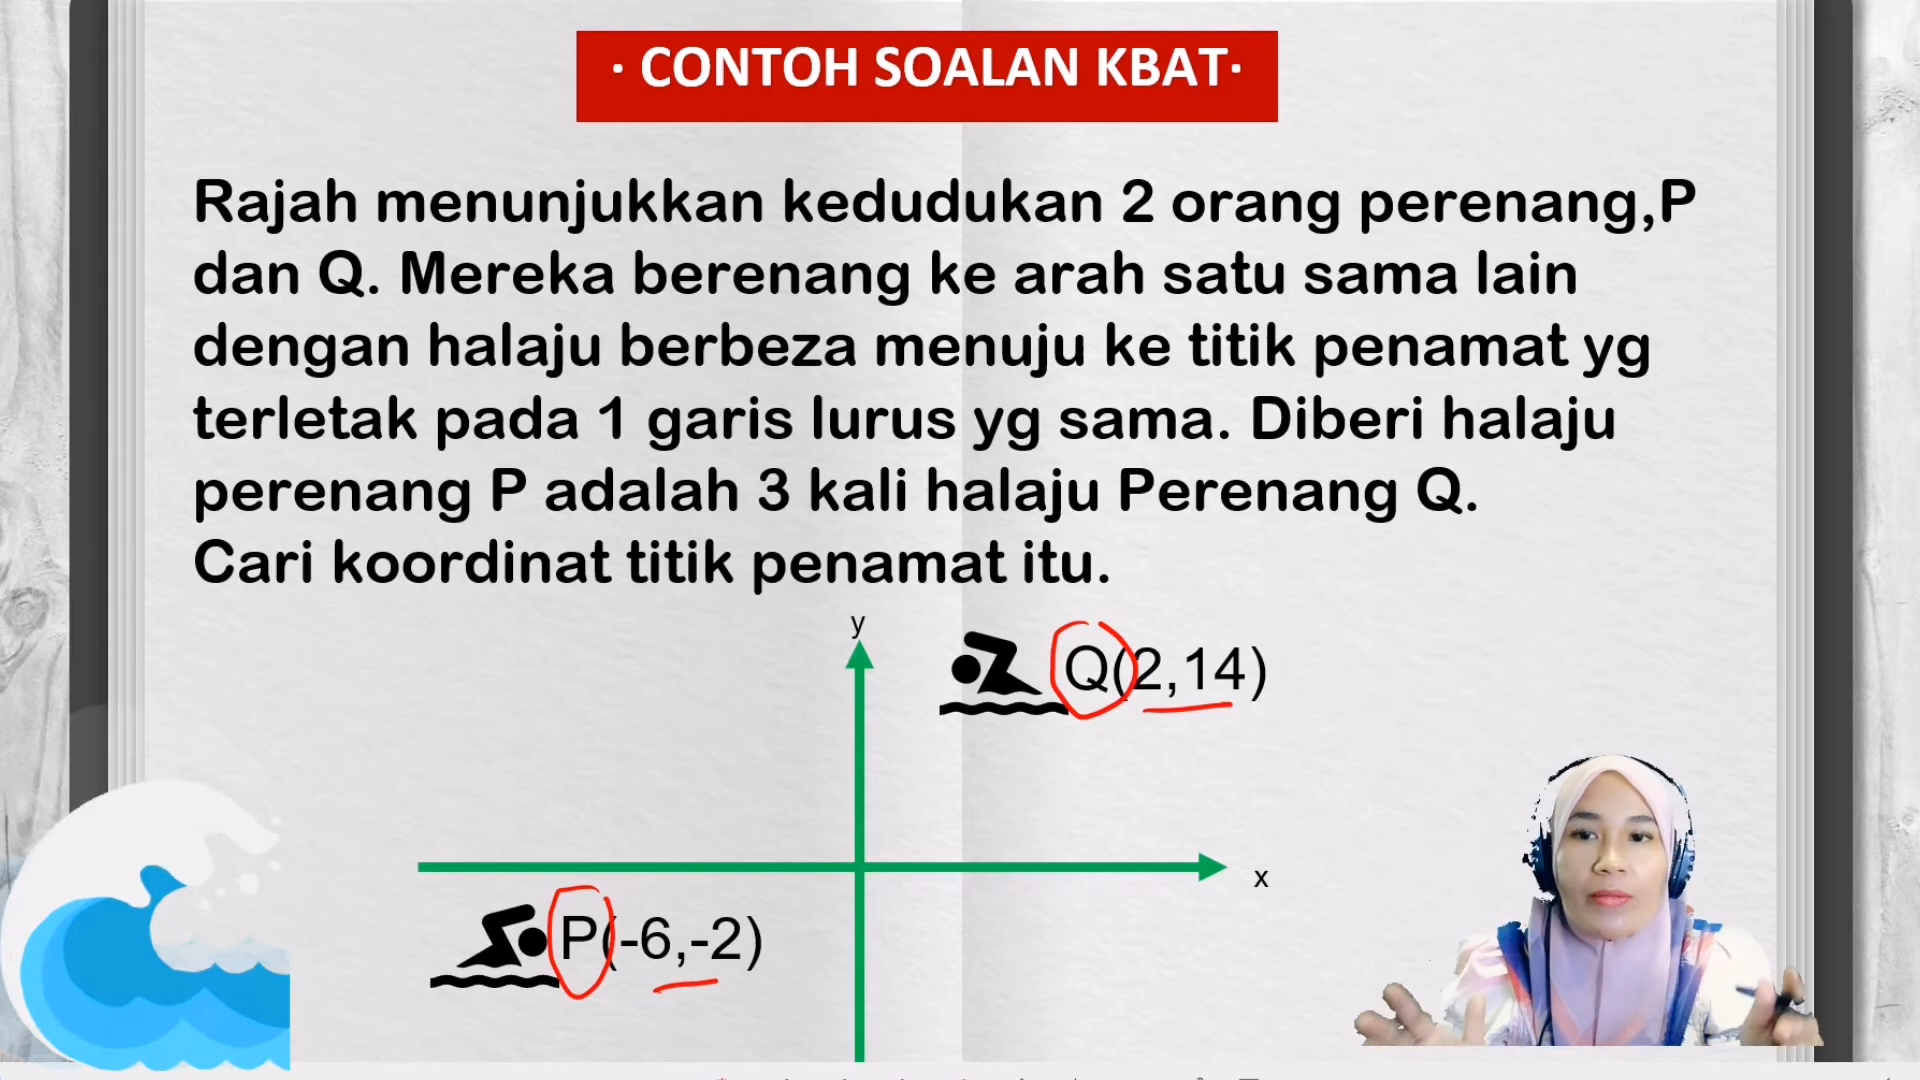 · CONTOH SOALAN KBAT·
Rajah menunjukkan kedudukan 2 orang perenang,P
dan Q. Mereka berenang ke arah satu sama lain
dengan halaju berbeza menuju ke titik penamat yg
terletak pada 1 garis lurus yg sama. Diberi halaju
perenang P adalah 3 kali halaju Perenang Q.
Cari koordinat titik penamat itu.
y
Q(2,14)
x
P(-6,-2)